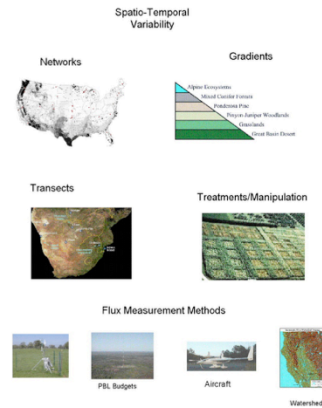 Spatio-Temporal
Variability
Networks
Gradients
Alpine Ecosystems
Mixed Conifer Forests
Ponderosa Pine
Pinyon-Juniper Woodlands
Grasslands
Great Basin Desert
Transects
Treatments/Manipulation
Flux Measurement Methods
PBL Budgets
Aircraft
Watershed